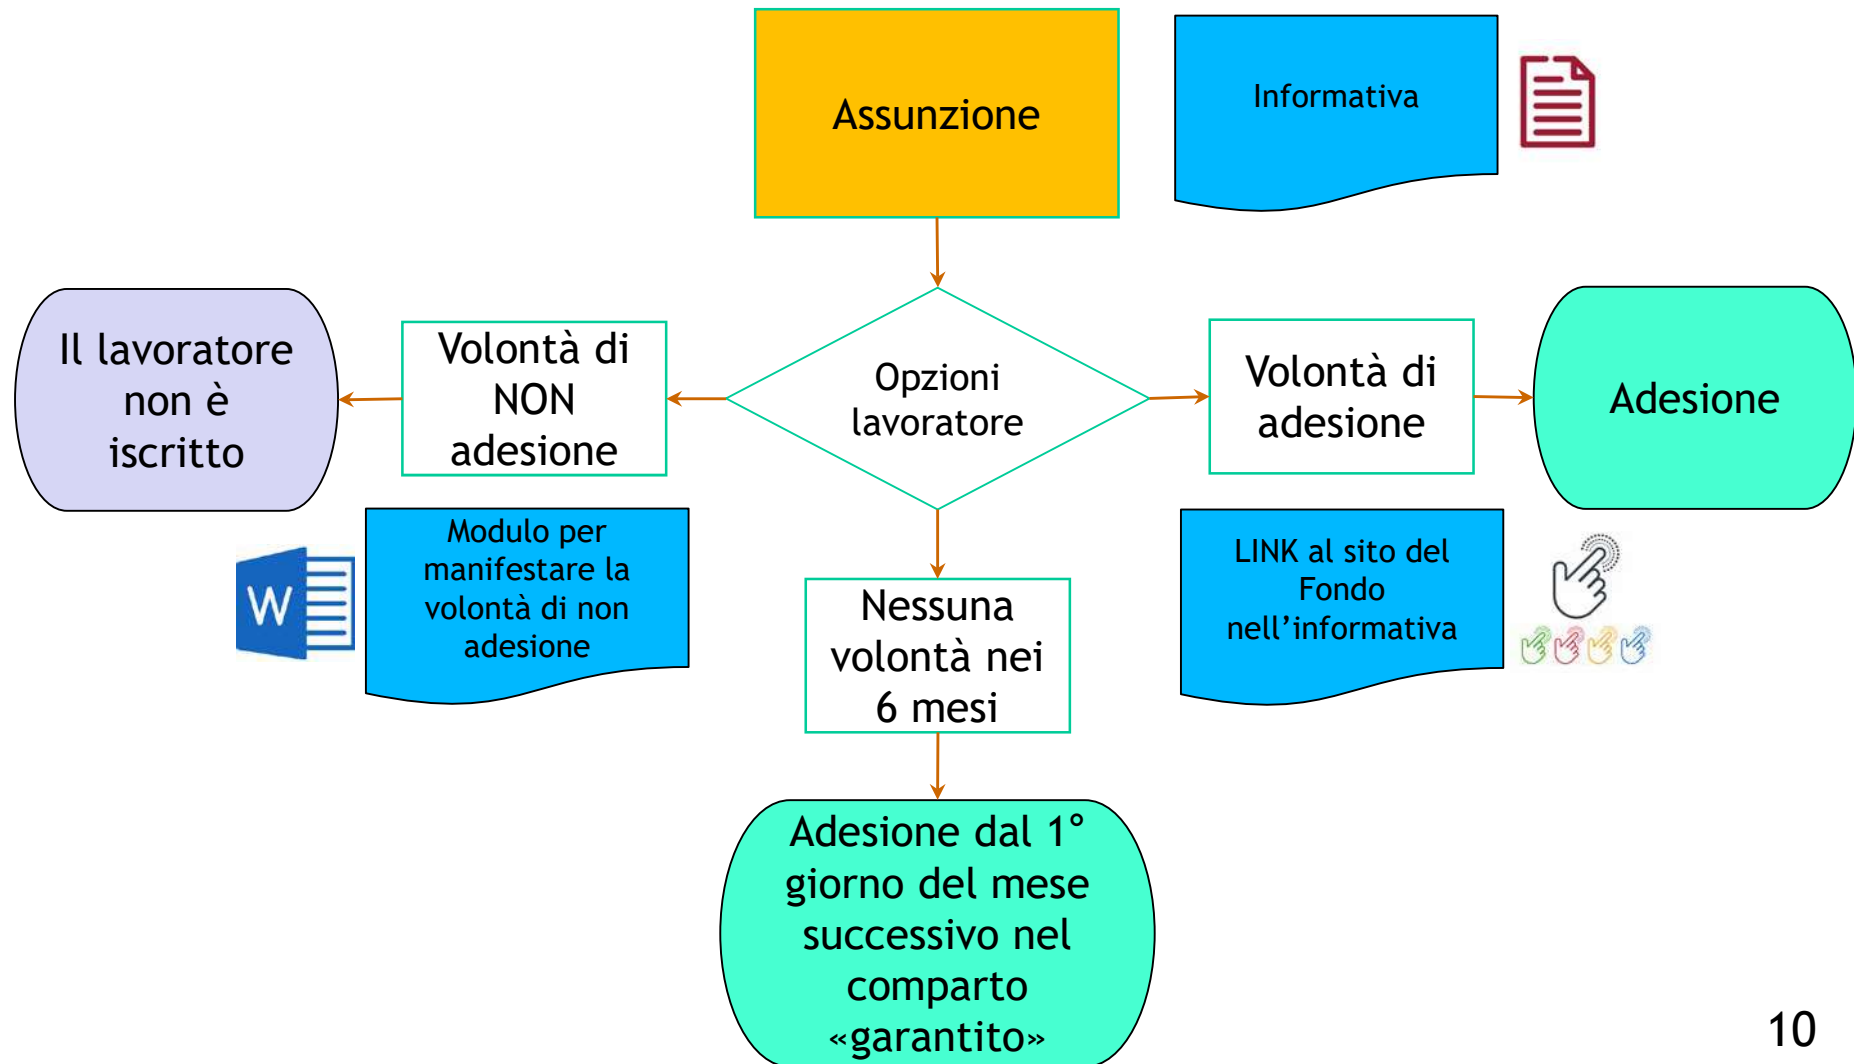 Assunzione
Informativa
Il lavoratore
non è
iscritto
Volontà di
NON
adesione
Opzioni
lavoratore
Volontà di
adesione
Adesione
W
Modulo per
manifestare la
volontà di non
adesione
LINK al sito del
Fondo
nell’informativa
Nessuna
volontà nei
6 mesi
Adesione dal 1°
giorno del mese
successivo nel
comparto
«garantito»
10